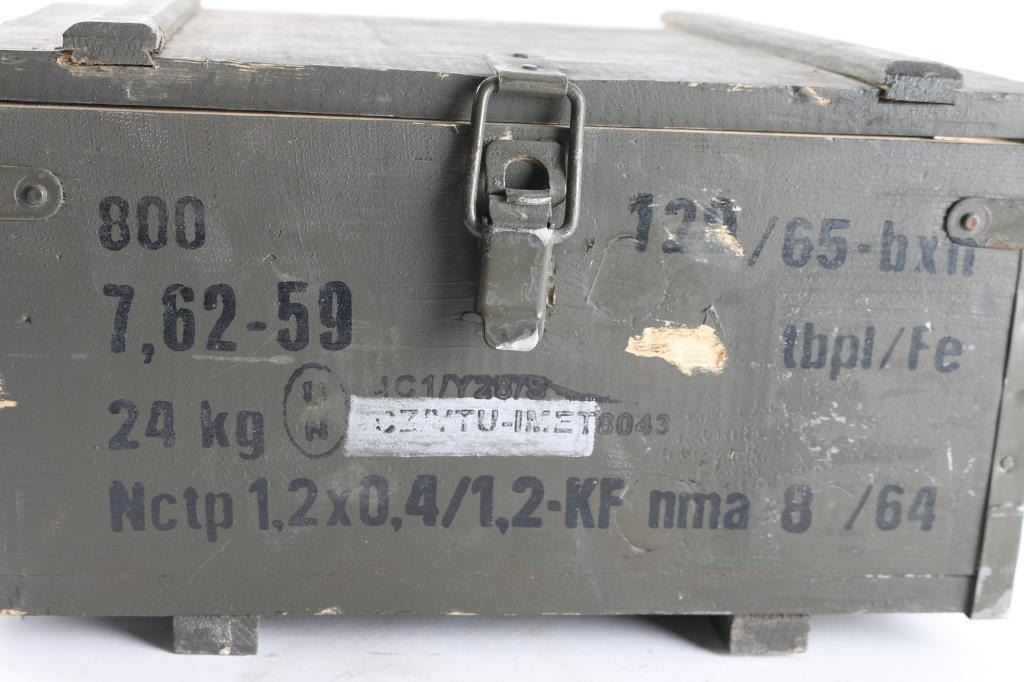 800
/65-bxn
7,62-59
tbpl/Fe
24 kg
CZ/VTU-IMET8043
Nctp 1,2x0,4/1,2-KF nma 8 /64